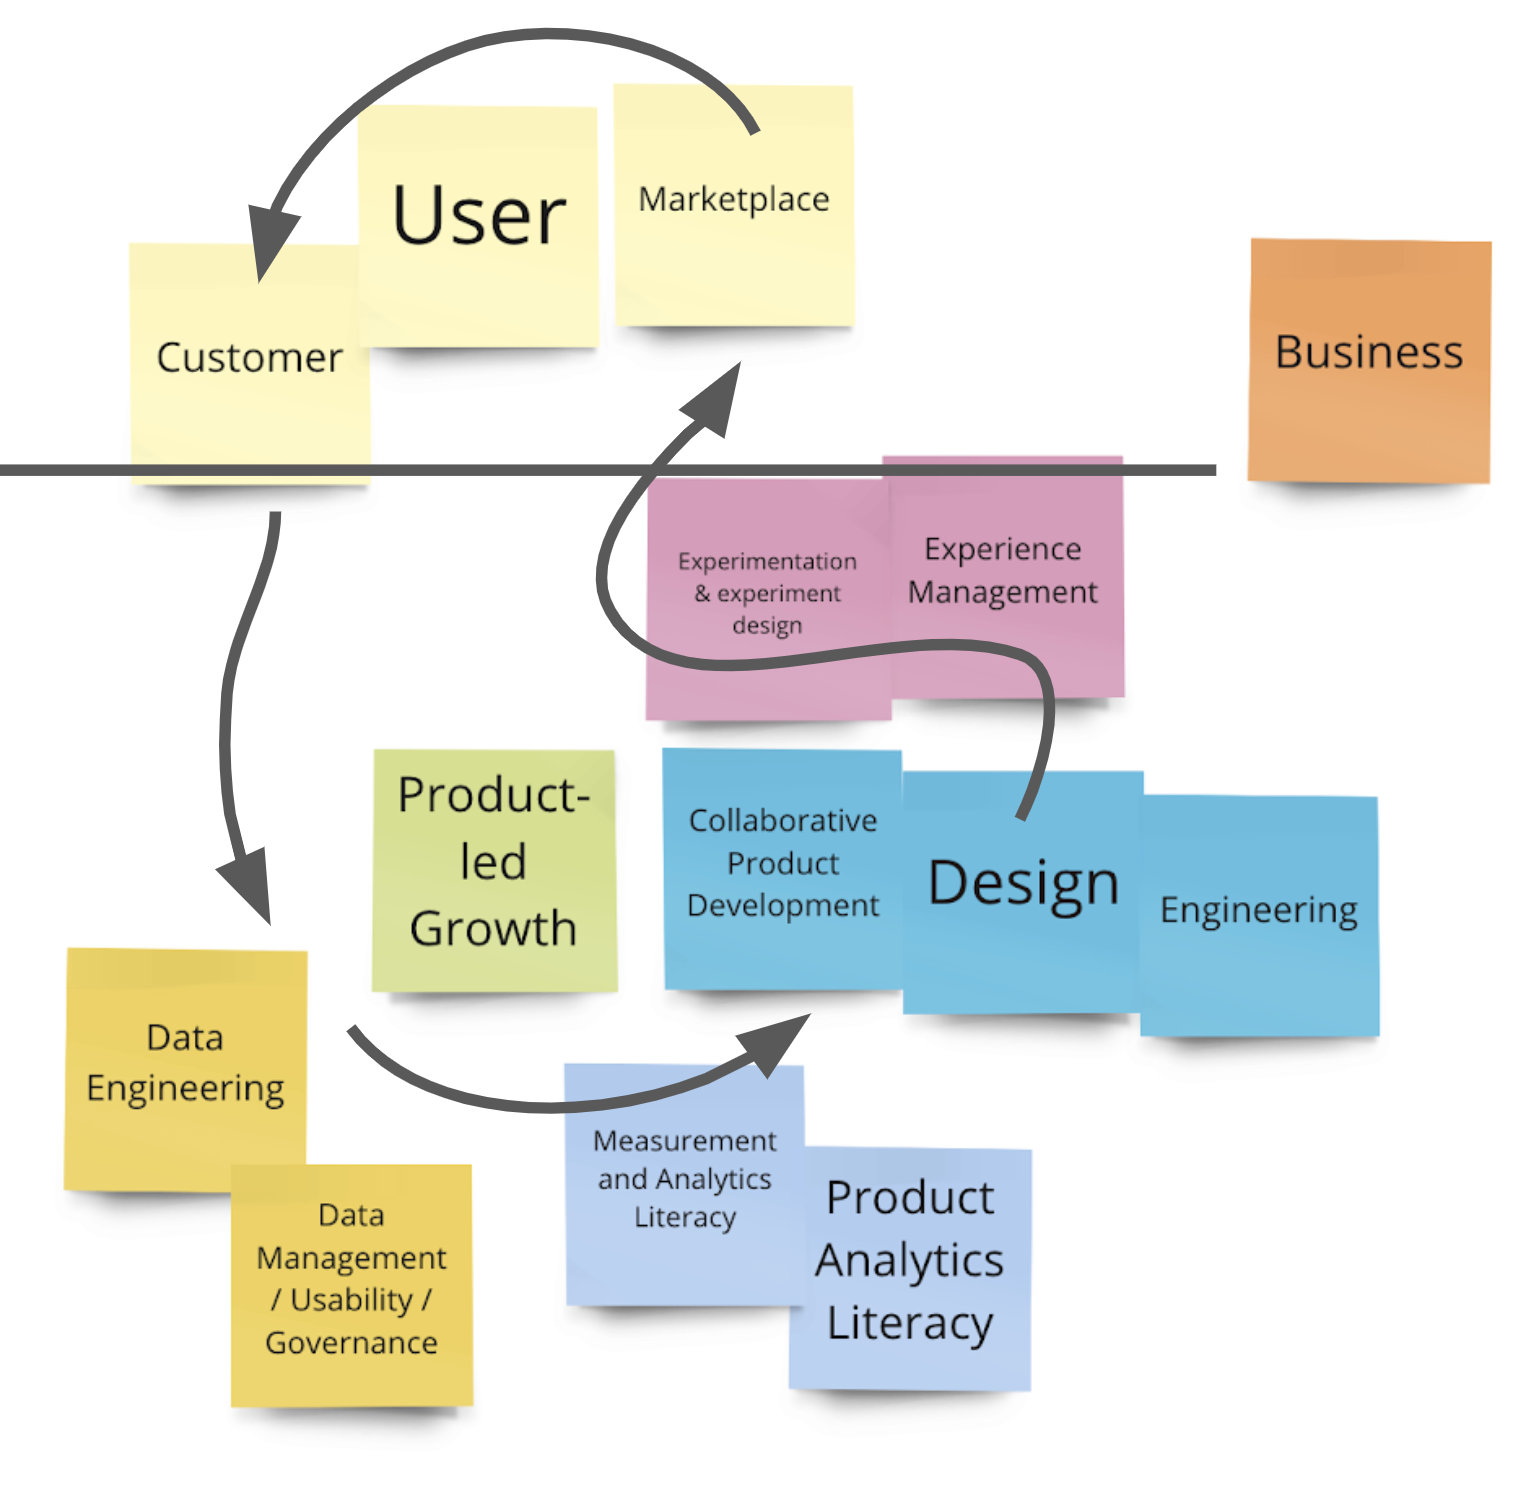 User
Marketplace
Customer
Business
Experimentation
& experiment
design
Experience
Management
Product-
led
Growth
Collaborative
Product
Development
Design
Engineering
Data
Engineering
Data
Management
/ Usability /
Governance
Measurement
and Analytics
Literacy
Product
Analytics
Literacy